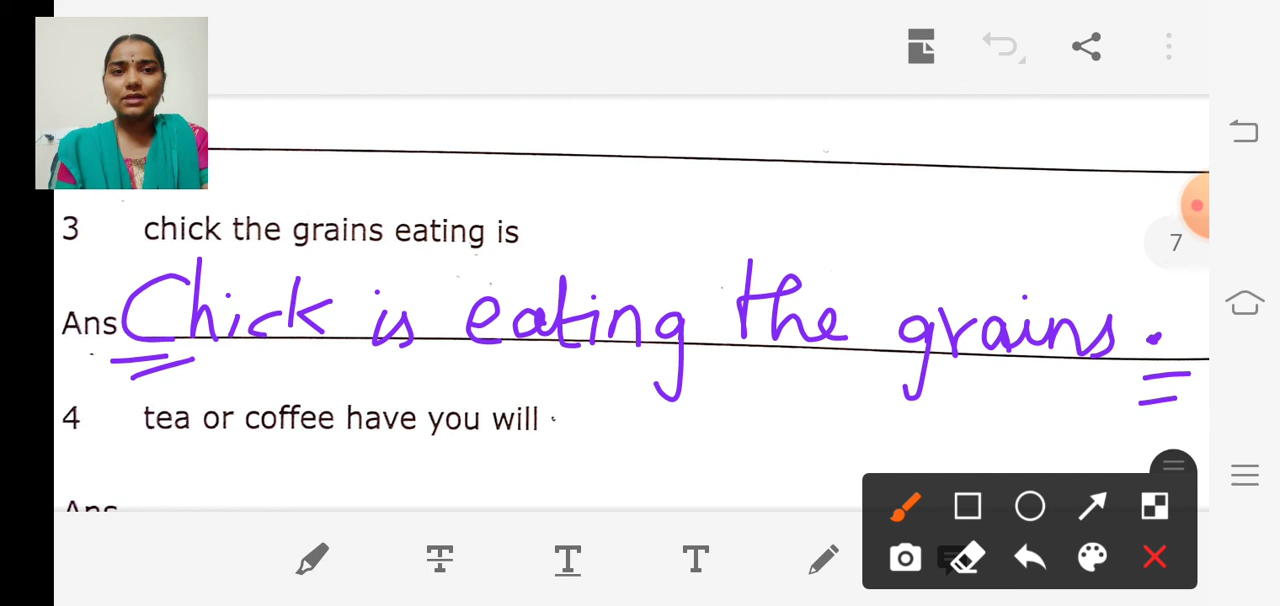 3 chick the grains eating is
7
Ans Chick is eating the grains.
4 tea or coffee have you will
Ans